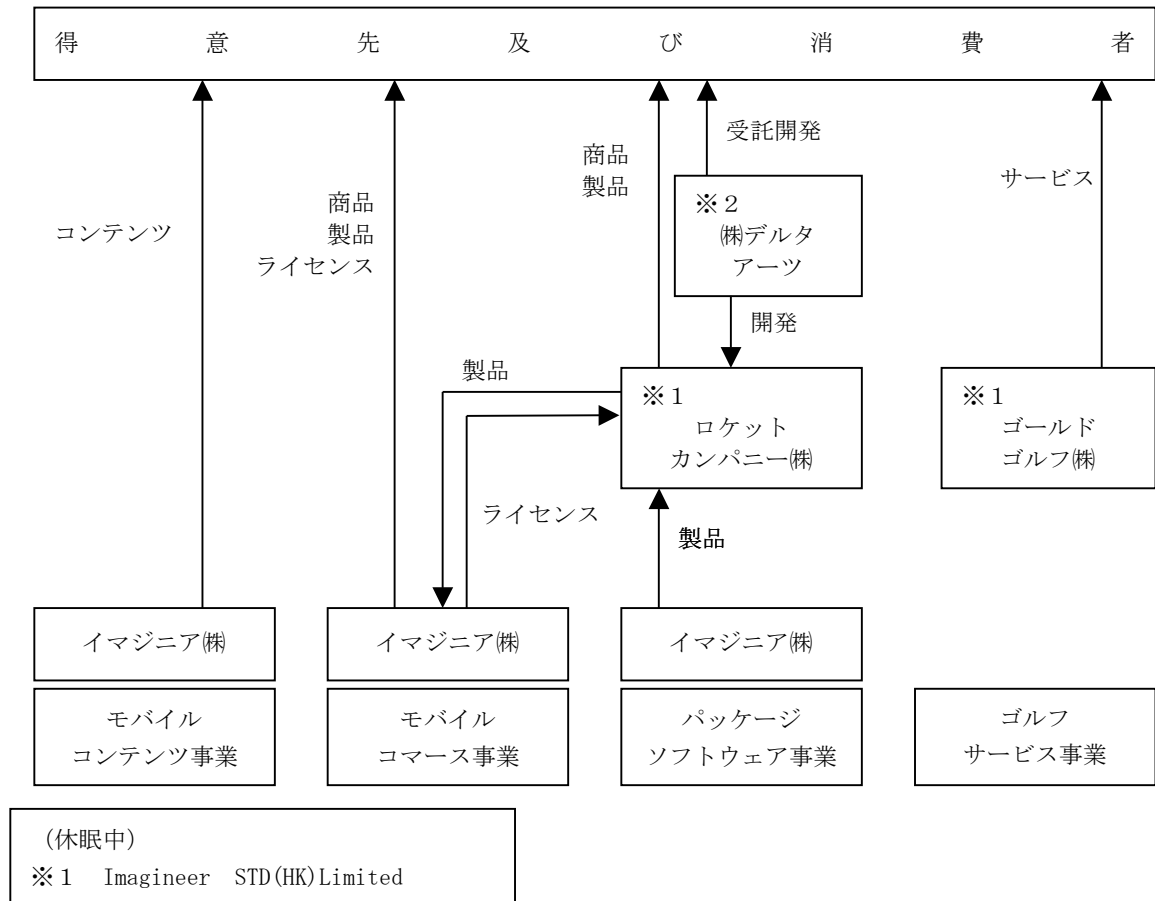 得意先及び消費者
受託開発
商品
製品
サービス
※2
㈱デルタ
アーツ
商品
製品
ライセンス
コンテンツ
開発
製品
※1
ロケット
カンパニー㈱
※1
ゴールド
ゴルフ㈱
ライセンス
製品
イマジニア㈱
イマジニア㈱
イマジニア㈱
モバイル
コンテンツ事業
モバイル
コマース事業
パッケージ
ソフトウェア事業
ゴルフ
サービス事業
(休眠中)
※1 Imagineer STD(HK)Limited